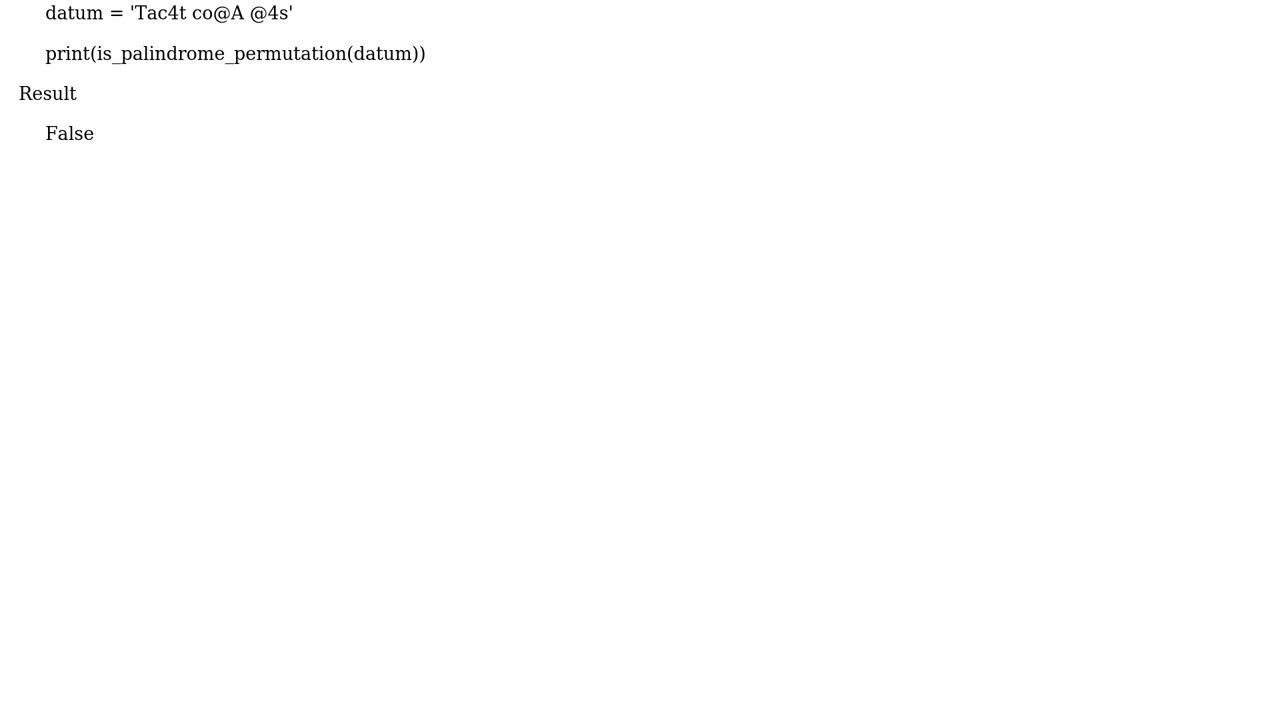 datum = 'Tac4t co@A @4s'
print(is_palindrome_permutation(datum))
Result
False